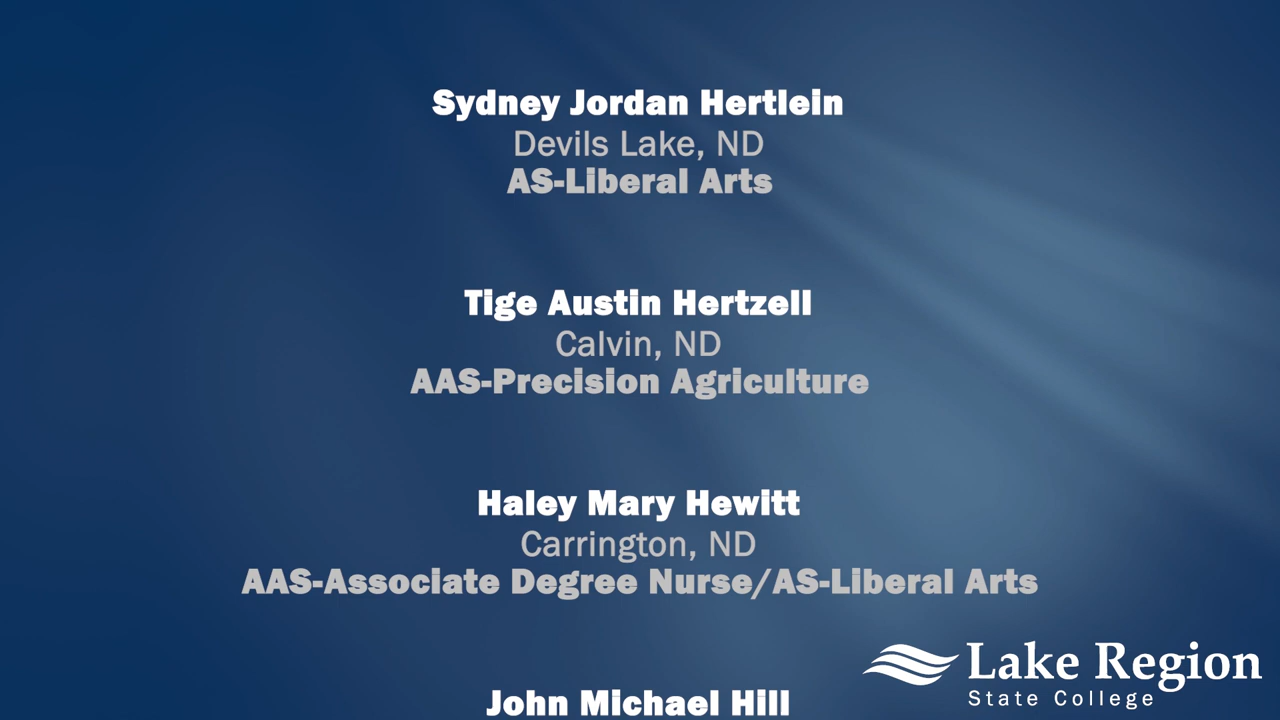 Sydney Jordan Hertlein
Devils Lake, ND
AS-Liberal Arts
Tige Austin Hertzell
Calvin, ND
AAS-Precision Agriculture
Haley Mary Hewitt
Carrington, ND
AAS-Associate Degree Nurse/AS-Liberal Arts
John Michael Hill
Lake Region
State College